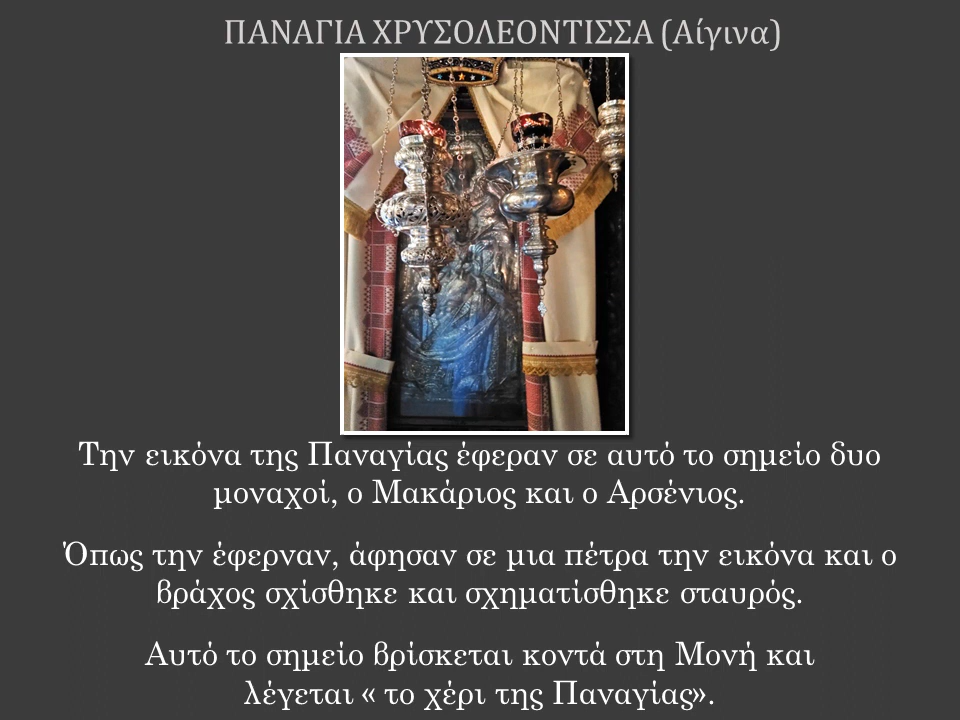 ΠΑΝΑΓΙΑ ΧΡΥΣΟΛΕΟΝΤΙΣΣΑ (Αίγινα)
Την εικόνα της Παναγίας έφεραν σε αυτό το σημείο δυο
μοναχοί, ο Μακάριος και ο Αρσένιος.
Όπως την έφερναν, άφησαν σε μια πέτρα την εικόνα και ο
βράχος σχίσθηκε και σχηματίσθηκε σταυρός.
Αυτό το σημείο βρίσκεται κοντά στη Μονή και
λέγεται « το χέρι της Παναγίας».